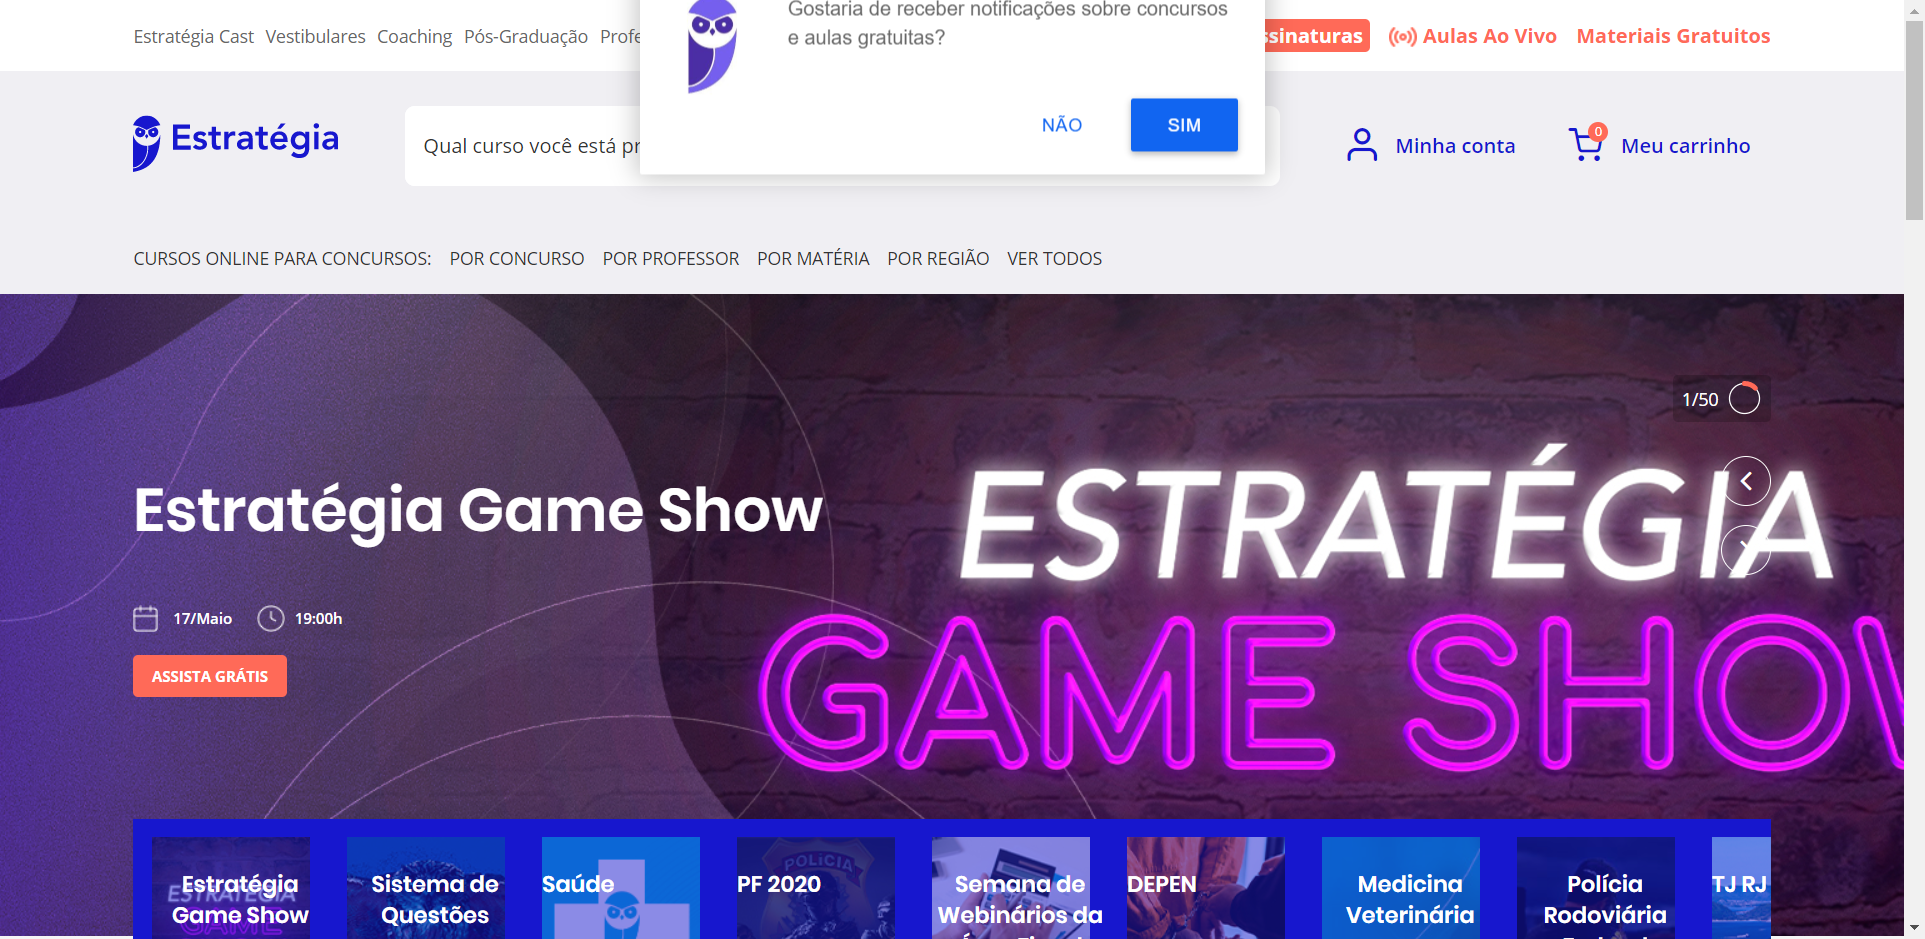 Gostaria de receber notificações sobre concursos
e aulas gratuitas?
NÃO SIM
Estratégia Cast Vestibulares Coaching Pós-Graduação
Aulas Ao Vivo Materiais Gratuitos
Estratégia
Qual curso você está
Minha conta
0
Meu carrinho
CURSOS ONLINE PARA CONCURSOS: POR CONCURSO POR PROFESSOR POR MATÉRIA POR REGIÃO VER TODOS
1/50
Estratégia Game Show
17/Maio 19:00h
ASSISTA GRÁTIS
ESTRATÉGIA
GAME SHOW
Estratégia
Game Show
Sistema de
Questões
Saúde
PF 2020
POLÍCIA
Semana de
Webinários da
DEPEN
Medicina
Veterinária
Polícia
Rodoviária
TJ RJ